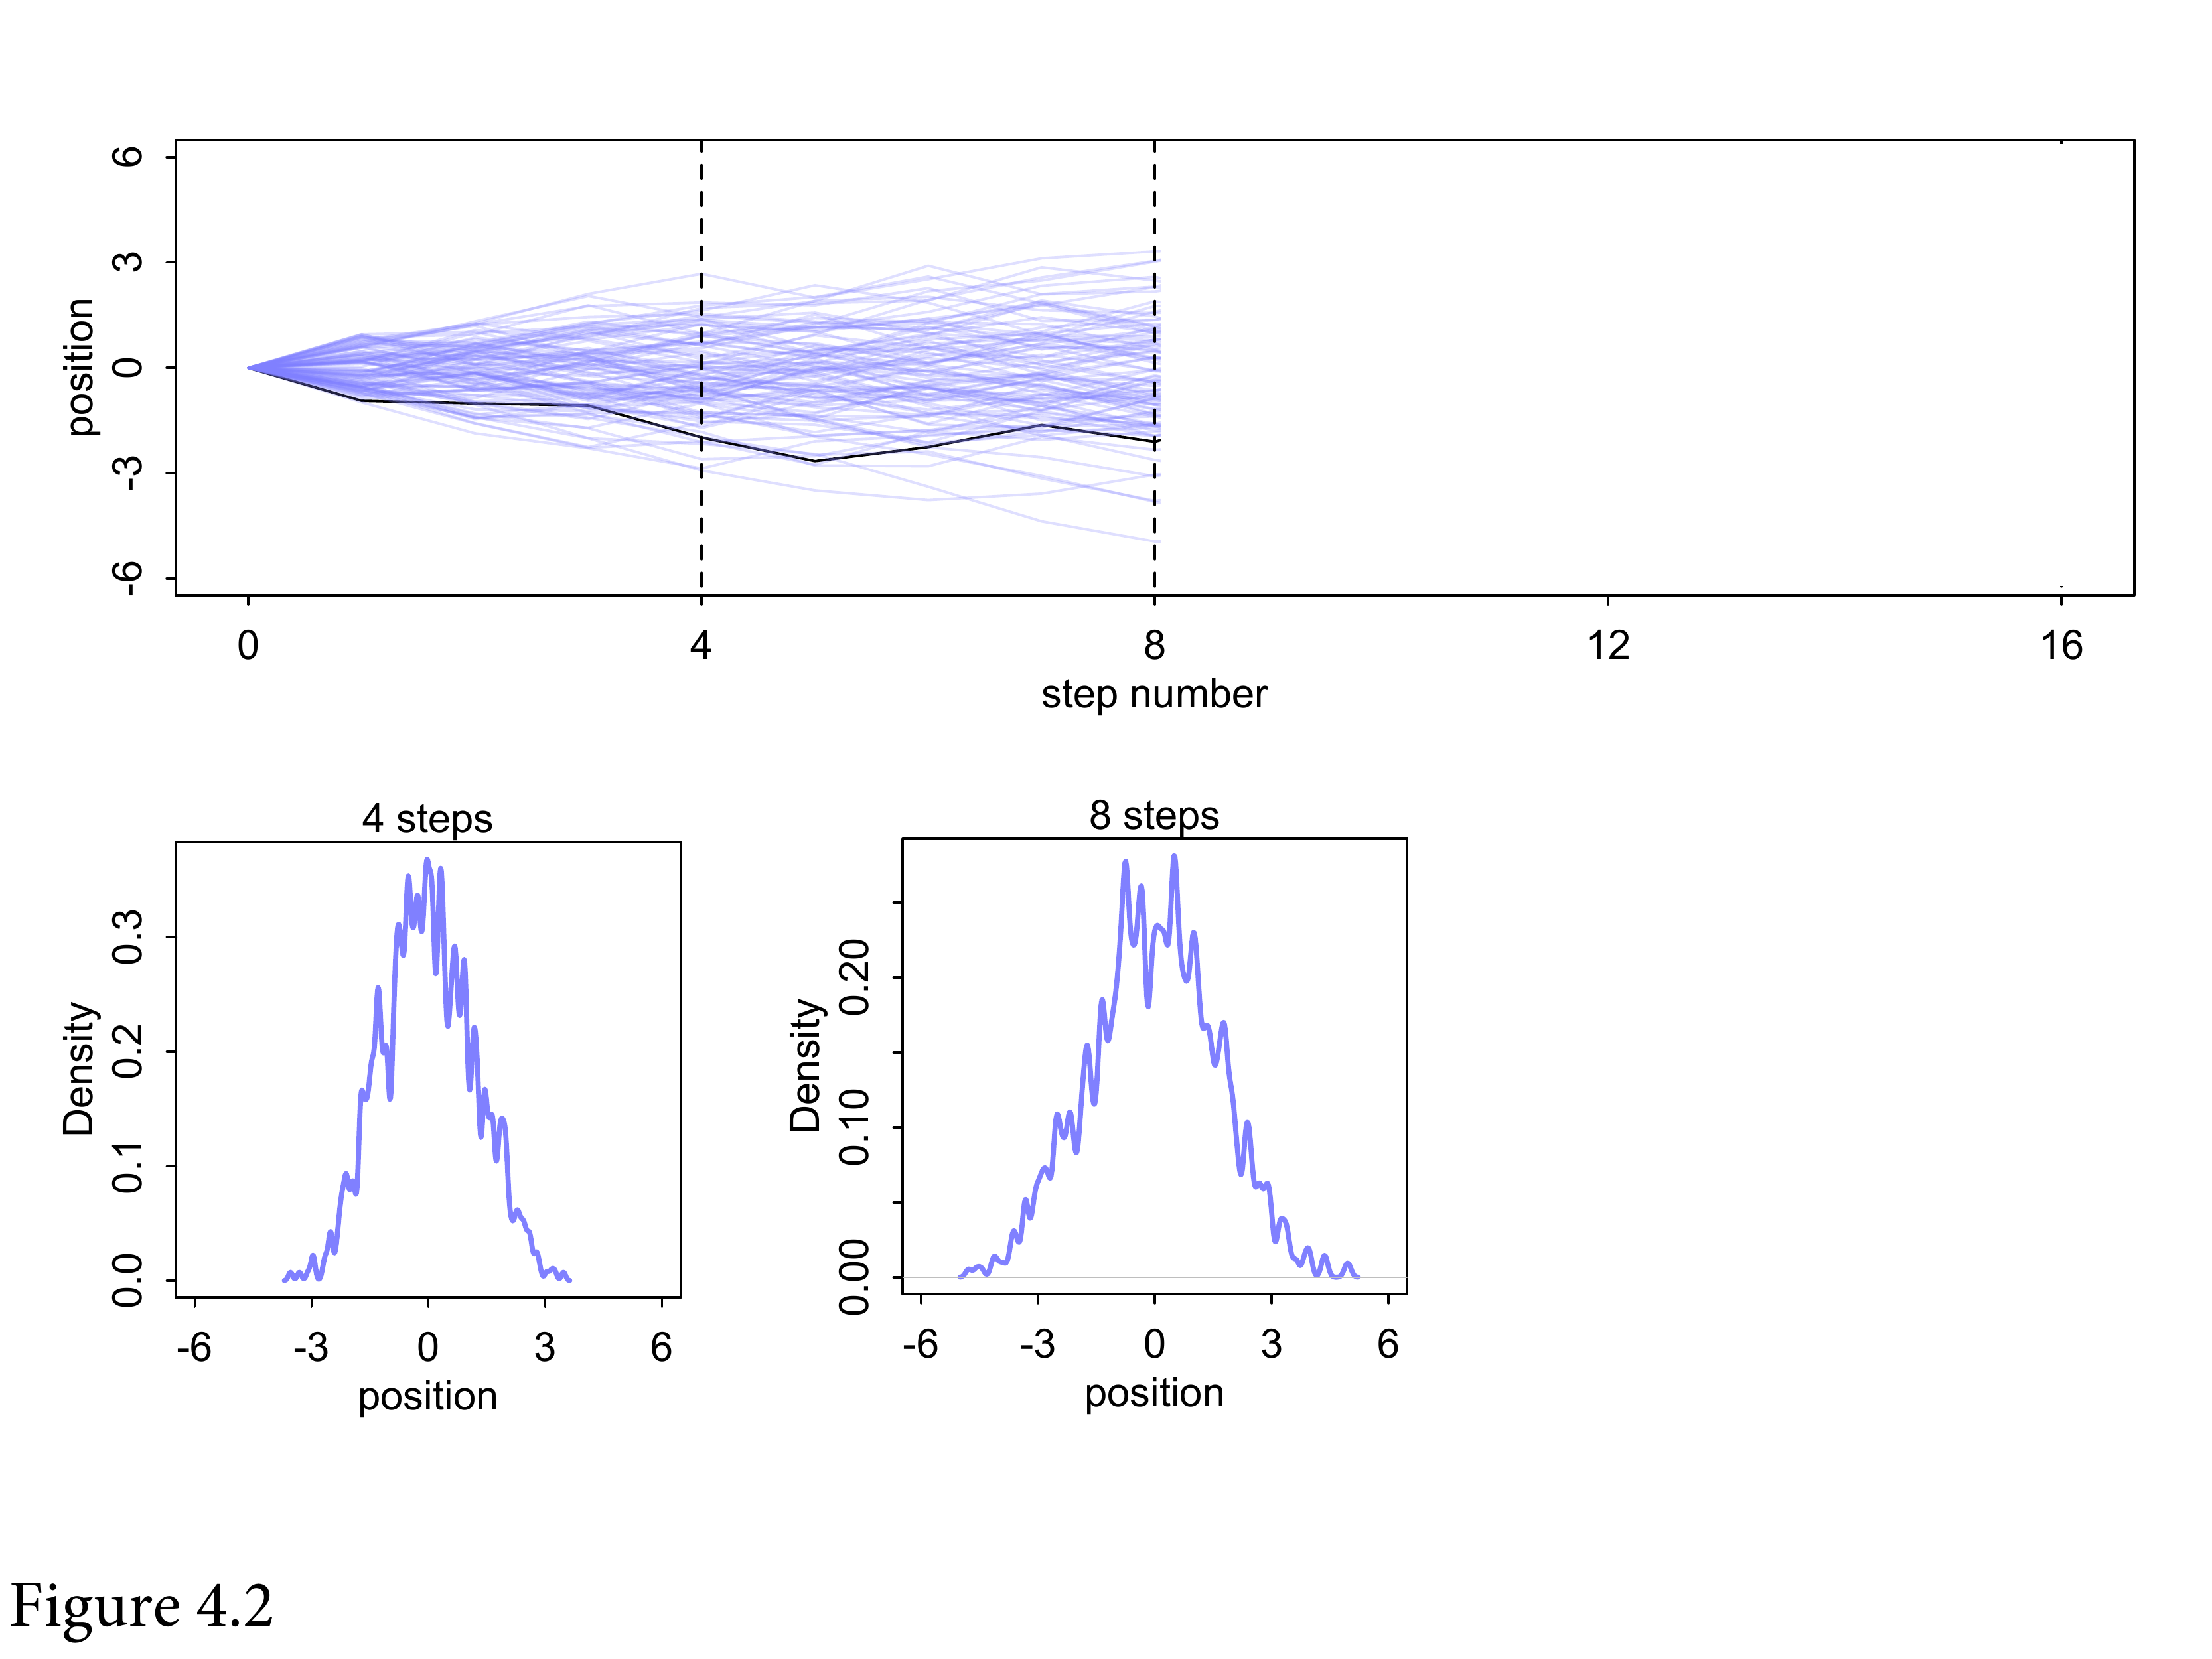 6
3
0
-3
-6
position
0 4 8 12 16
step number
4 steps
8 steps
0.3
0.2
0.1
0.0
Density
-6 -3 0 3 6
position
0.20
0.10
0.00
Density
-6 -3 0 3 6
position
Figure 4.2